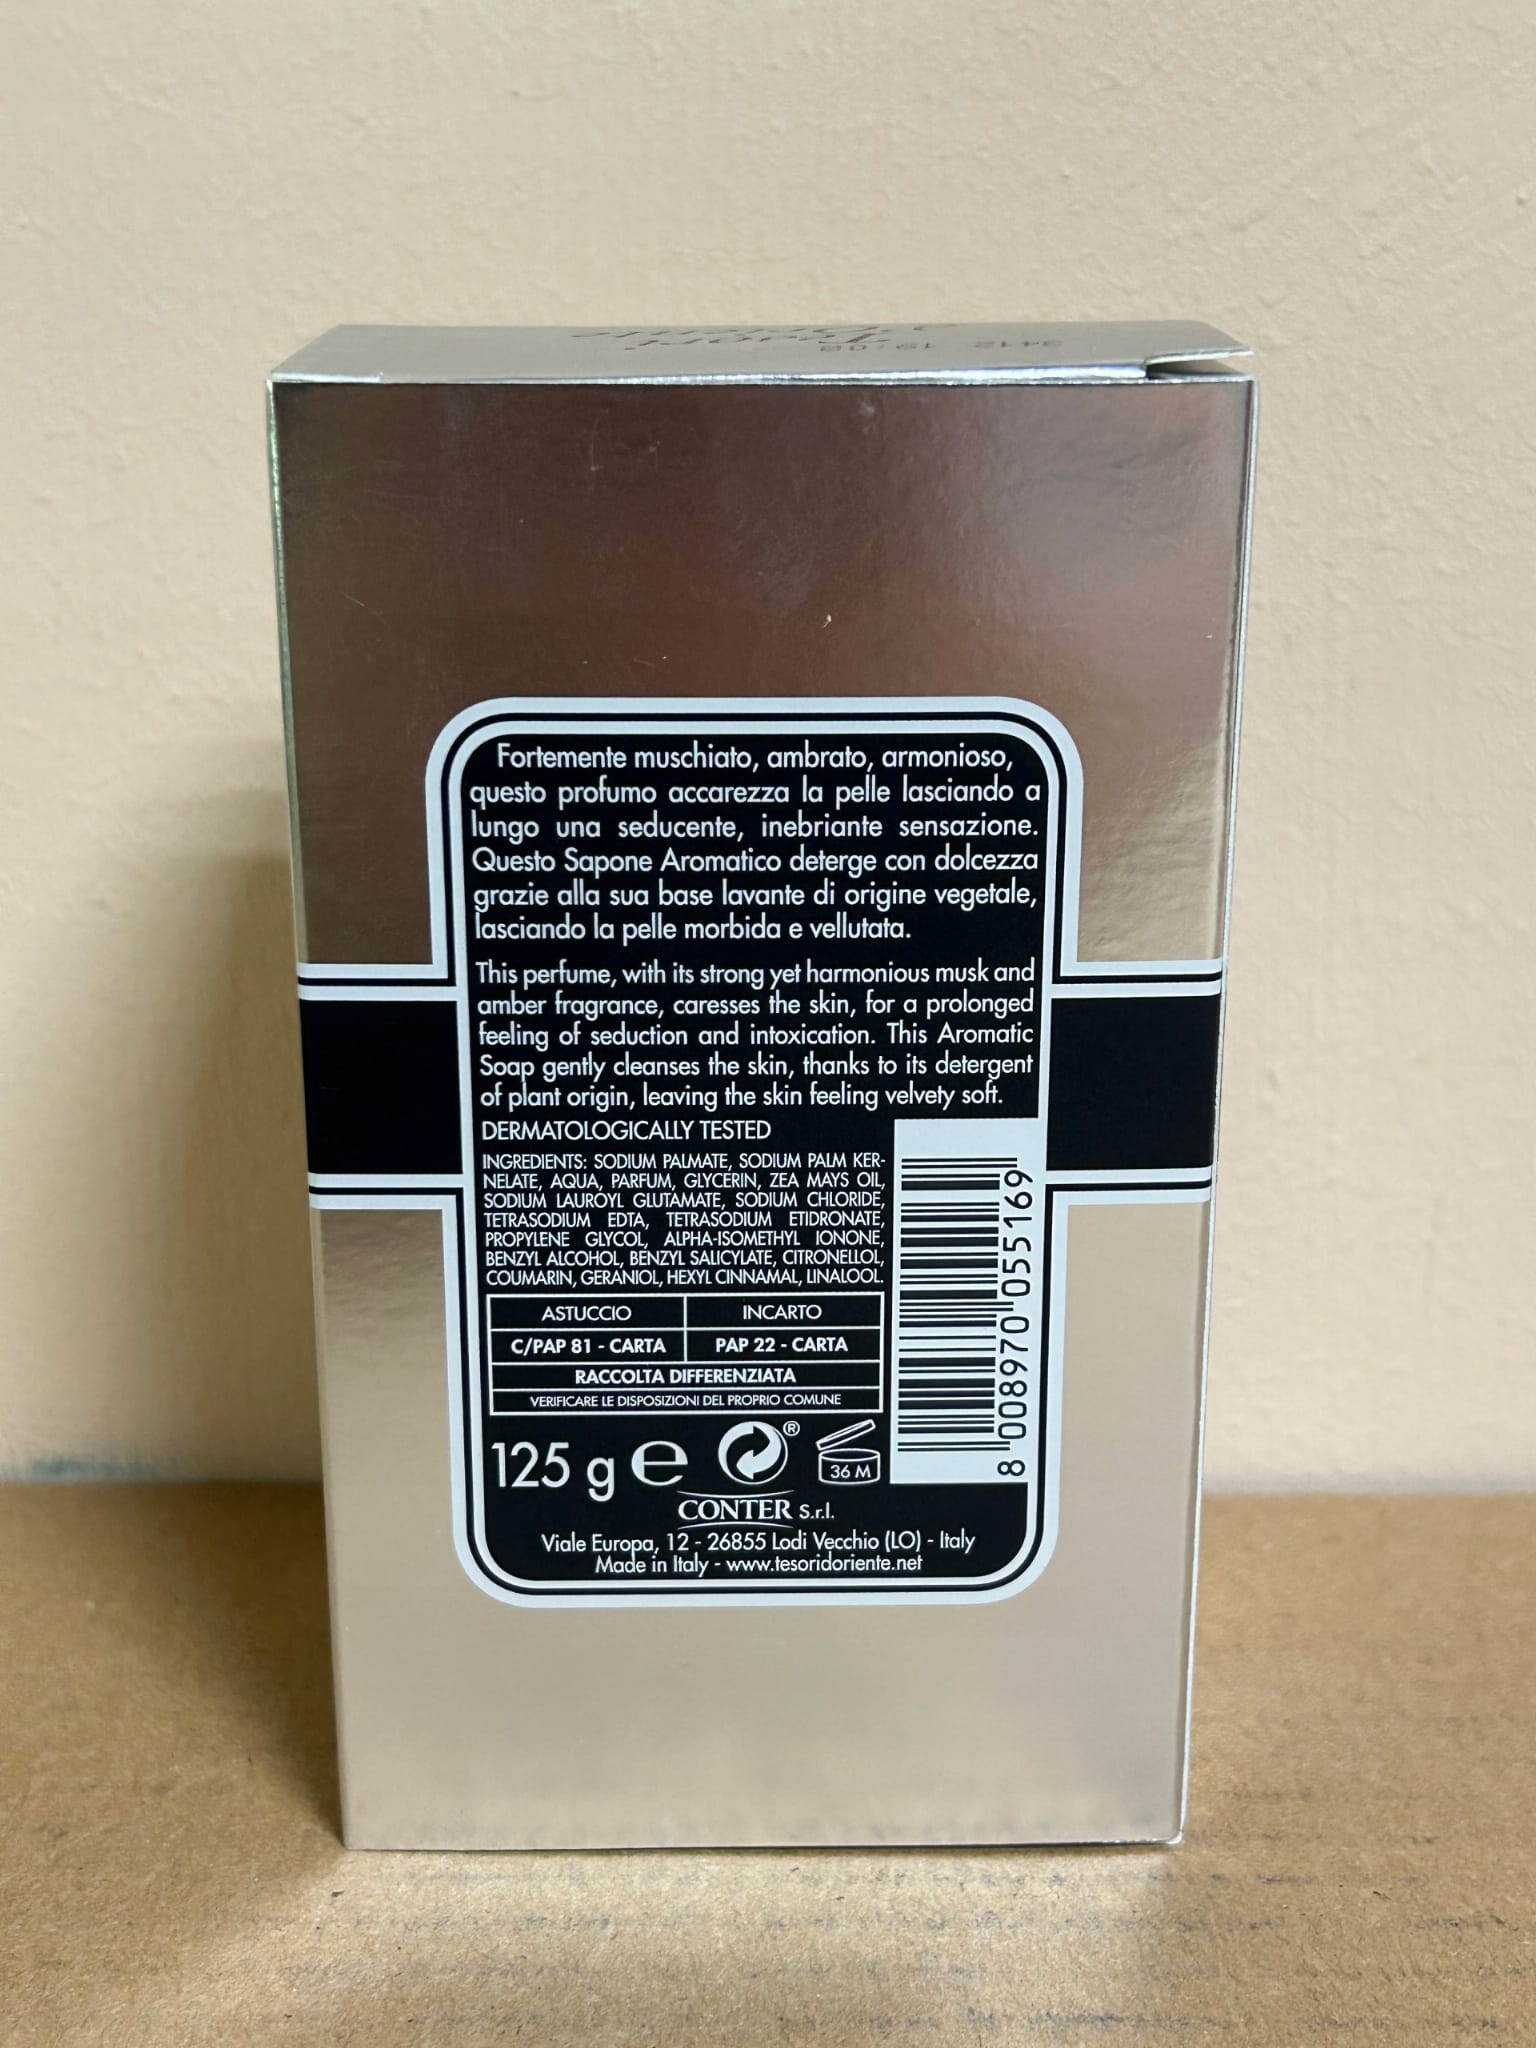 Tesori
d'Oriente
3412 19:08
Fortemente muschiato, ambrato, armonioso,
questo profumo accarezza la pelle lasciando a
lungo una seducente, inebriante sensazione.
Questo Sapone Aromatico deterge con dolcezza
grazie alla sua base lavante di origine vegetale,
lasciando la pelle morbida e vellutata.
This perfume, with its strong yet harmonious musk and
amber fragrance, caresses the skin, for a prolonged
feeling of seduction and intoxication. This Aromatic
Soap gently cleanses the skin, thanks to its detergent
of plant origin, leaving the skin feeling velvety soft.
DERMATOLOGICALLY TESTED
INGREDIENTS: SODIUM PALMATE, SODIUM PALM KER-
NELATE, AQUA, PARFUM, GLYCERIN, ZEA MAYS OIL,
SODIUM LAUROYL GLUTAMATE, SODIUM CHLORIDE,
TETRASODIUM EDTA, TETRASODIUM ETIDRONATE,
PROPYLENE GLYCOL, ALPHA-ISOMETHYL IONONE,
BENZYL ALCOHOL, BENZYL SALICYLATE, CITRONELLOL,
COUMARIN, GERANIOL, HEXYL CINNAMAL, LINALOOL.
ASTUCCIO INCARTO
C/PAP 81 - CARTA PAP 22 - CARTA
RACCOLTA DIFFERENZIATA
VERIFICARE LE DISPOSIZIONI DEL PROPRIO COMUNE
8 008970 055169
125 g e ® 36 M
CONTER S.r.l.
Viale Europa, 12 - 26855 Lodi Vecchio (LO) - Italy
Made in Italy - www.tesoridoriente.net